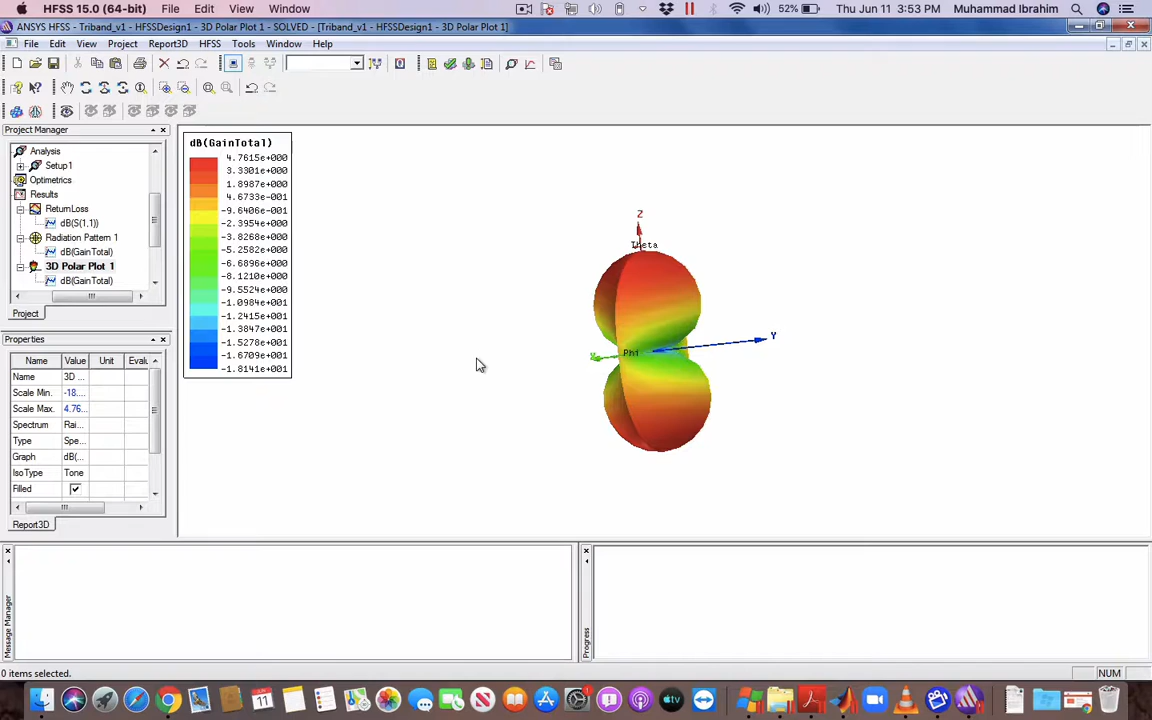 HFSS 15.0 (64-bit) File Edit View Window 52% Thu Jun 11 3:53 PM Muhammad Ibrahim
ANSYS HFSS - Triband_v1 - HFSSDesign1 - 3D Polar Plot 1 - SOLVED - [Triband_v1 - HFSSDesign1 - 3D Polar Plot 1]
File Edit View Project Report3D HFSS Tools Window Help
Project Manager
Analysis
Setup1
Optimetrics
Results
ReturnLoss
dB(S(1,1))
Radiation Pattern 1
dB(GainTotal)
3D Polar Plot 1
dB(GainTotal)
Project
Properties
Name Value Unit Evalu
Name 3D ...
Scale Min. -18....
Scale Max. 4.76...
Spectrum Rai...
Type Spe...
Graph dB(...
IsoType Tone
Filled
Report3D
dB(GainTotal)
4.7615e+000
3.3301e+000
1.8987e+000
4.6733e-001
-9.6406e-001
-2.3954e+000
-3.8268e+000
-5.2582e+000
-6.6896e+000
-8.1210e+000
-9.5524e+000
-1.0984e+001
-1.2415e+001
-1.3847e+001
-1.5278e+001
-1.6709e+001
-1.8141e+001
Z
Theta
Y
X
Phi
Message Manager
Progress
0 items selected.
NUM